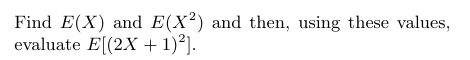 Find E(X) and E(X²) and then, using these values,
evaluate E[(2X + 1)²].